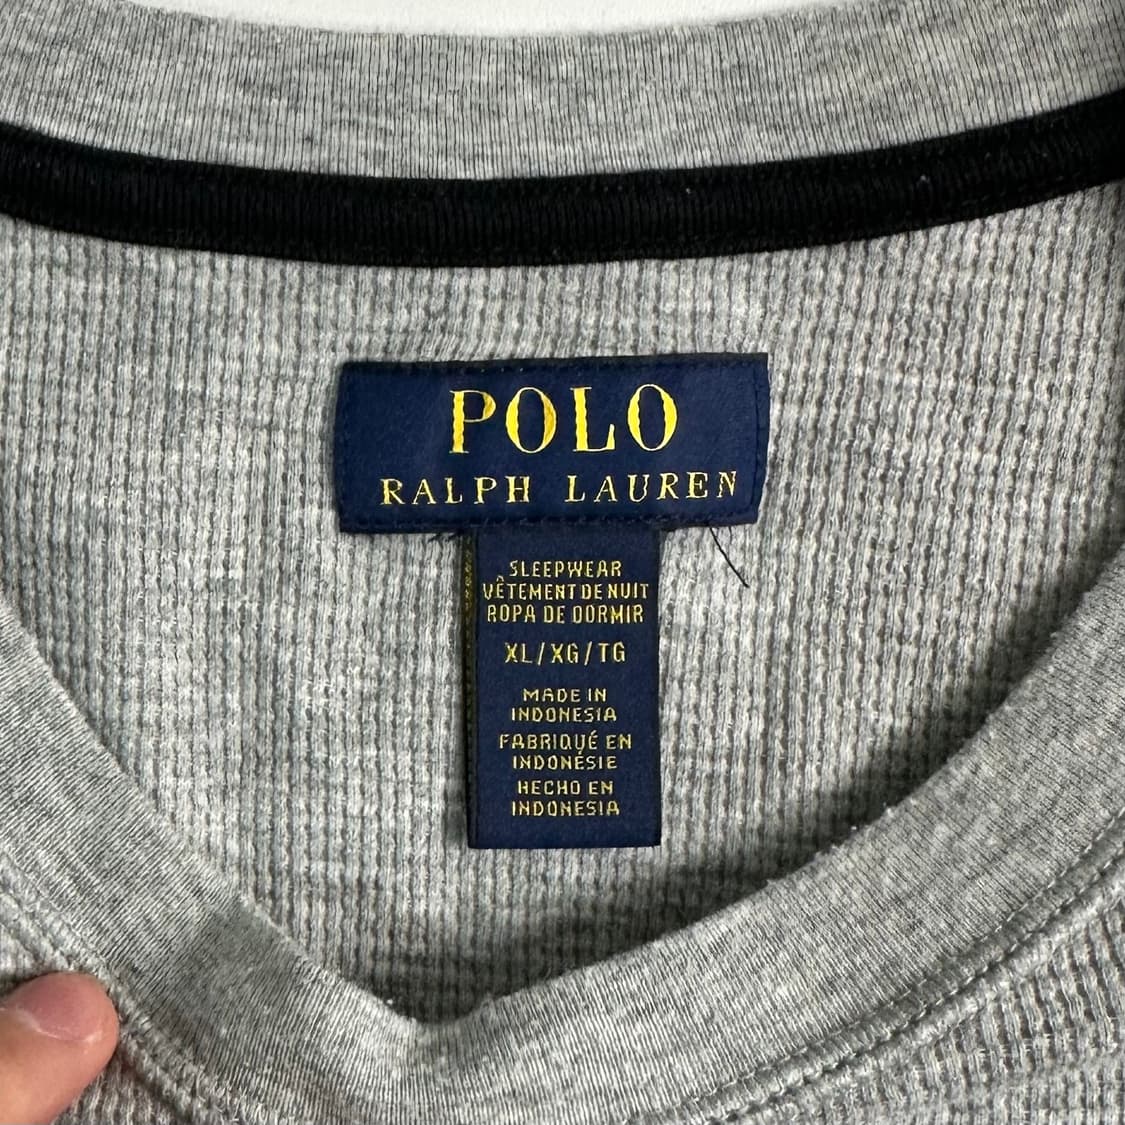 POLO
RALPH LAUREN
SLEEPWEAR
VÊTEMENT DE NUIT
ROPA DE DORMIR
XL/XG/TG
MADE IN
INDONESIA
FABRIQUÉ EN
INDONÉSIE
HECHO EN
INDONESIA